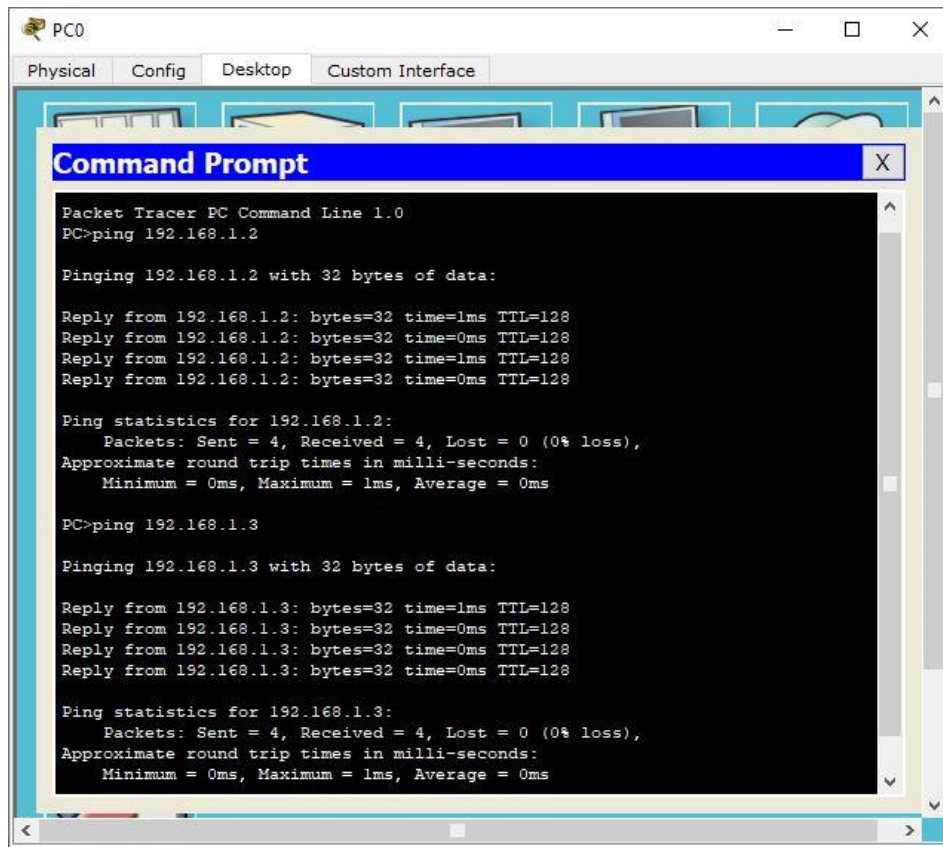 PC0
Physical Config Desktop Custom Interface
Command Prompt
X
Packet Tracer PC Command Line 1.0
PC>ping 192.168.1.2
Pinging 192.168.1.2 with 32 bytes of data:
Reply from 192.168.1.2: bytes=32 time=1ms TTL=128
Reply from 192.168.1.2: bytes=32 time=0ms TTL=128
Reply from 192.168.1.2: bytes=32 time=1ms TTL=128
Reply from 192.168.1.2: bytes=32 time=0ms TTL=128
Ping statistics for 192.168.1.2:
Packets: Sent = 4, Received = 4, Lost = 0 (0% loss),
Approximate round trip times in milli-seconds:
Minimum = 0ms, Maximum = 1ms, Average = 0ms
PC>ping 192.168.1.3
Pinging 192.168.1.3 with 32 bytes of data:
Reply from 192.168.1.3: bytes=32 time=1ms TTL=128
Reply from 192.168.1.3: bytes=32 time=0ms TTL=128
Reply from 192.168.1.3: bytes=32 time=0ms TTL=128
Reply from 192.168.1.3: bytes=32 time=0ms TTL=128
Ping statistics for 192.168.1.3:
Packets: Sent = 4, Received = 4, Lost = 0 (0% loss),
Approximate round trip times in milli-seconds:
Minimum = 0ms, Maximum = 1ms, Average = 0ms